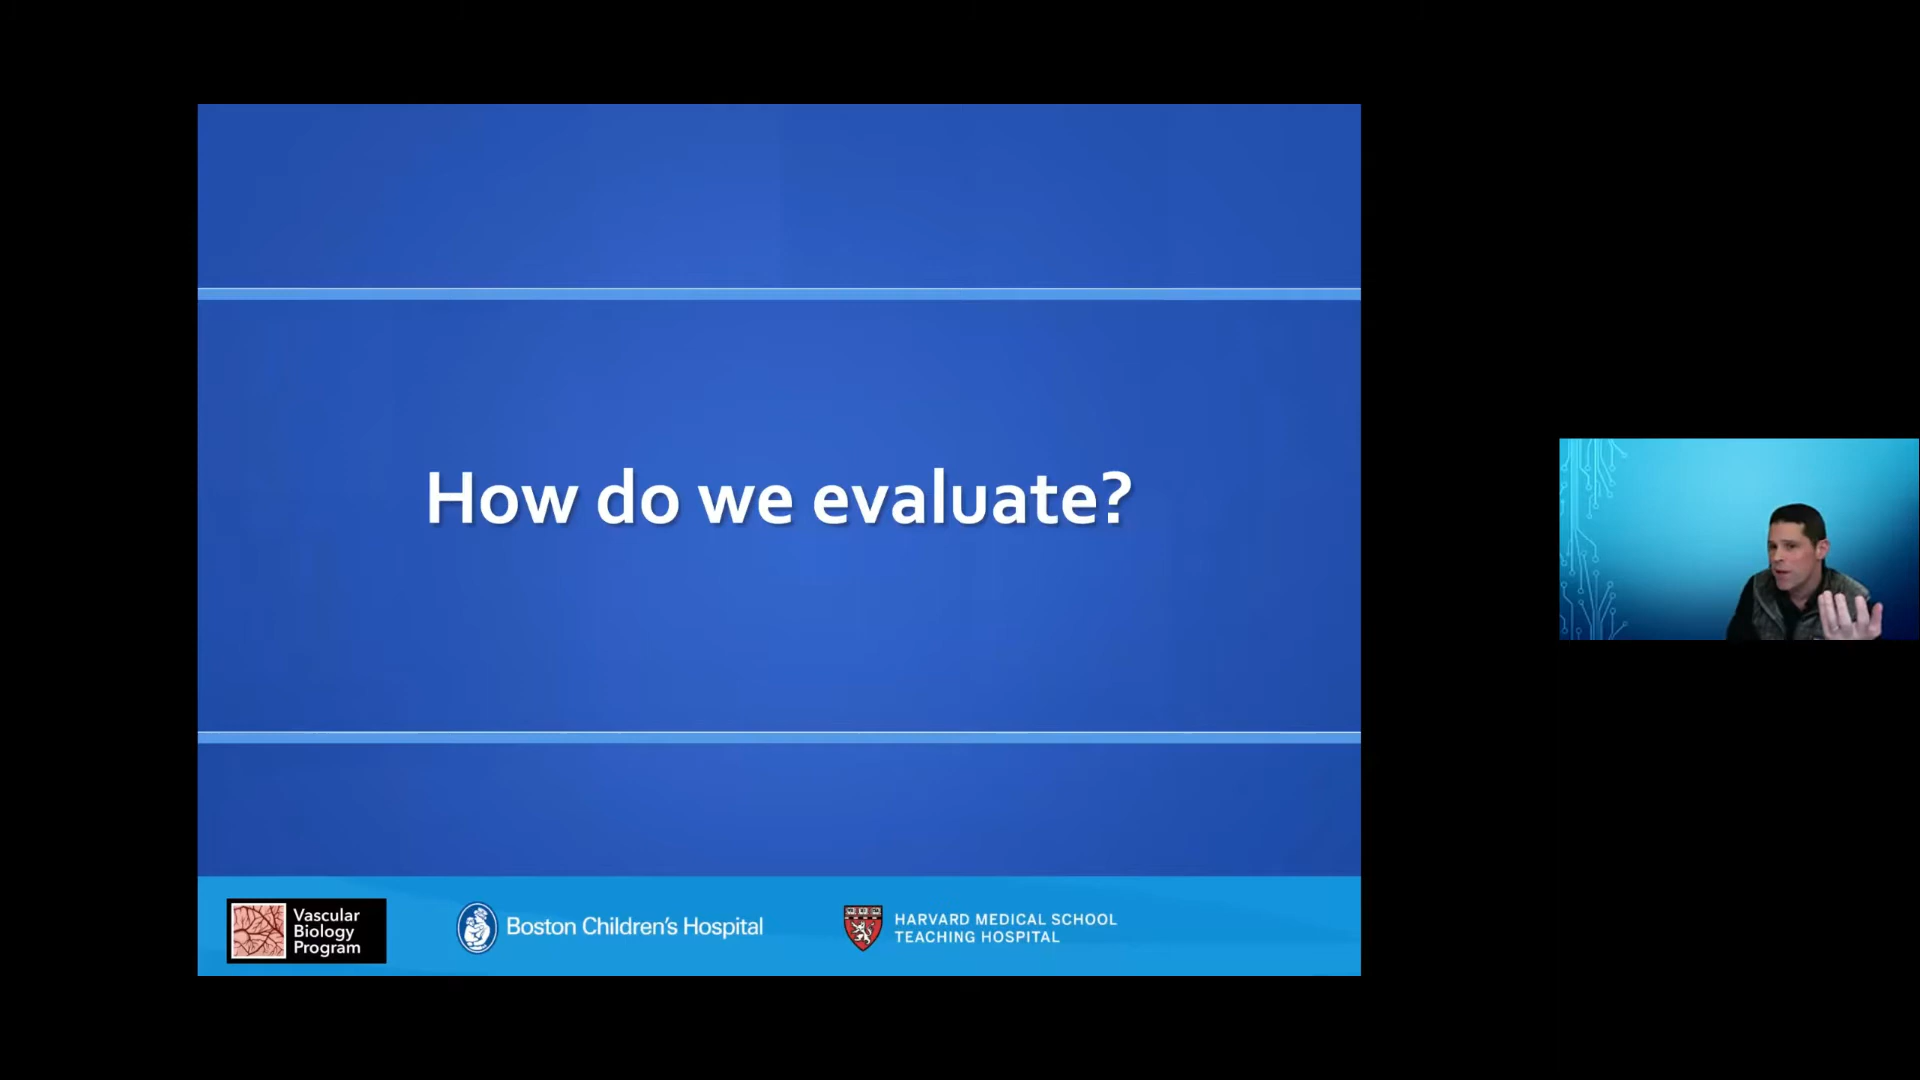 How do we evaluate?
Vascular
Biology
Program
Boston Children's Hospital
HARVARD MEDICAL SCHOOL
TEACHING HOSPITAL